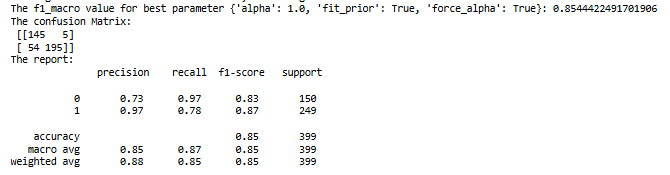 The f1_macro value for best parameter {'alpha': 1.0, 'fit_prior': True, 'force_alpha': True}: 0.8544422491701906
The confusion Matrix:
[[145   5]
 [ 54 195]]
The report:
              precision    recall  f1-score   support

           0       0.73      0.97      0.83       150
           1       0.97      0.78      0.87       249

    accuracy                           0.85       399
   macro avg       0.85      0.87      0.85       399
weighted avg       0.88      0.85      0.85       399